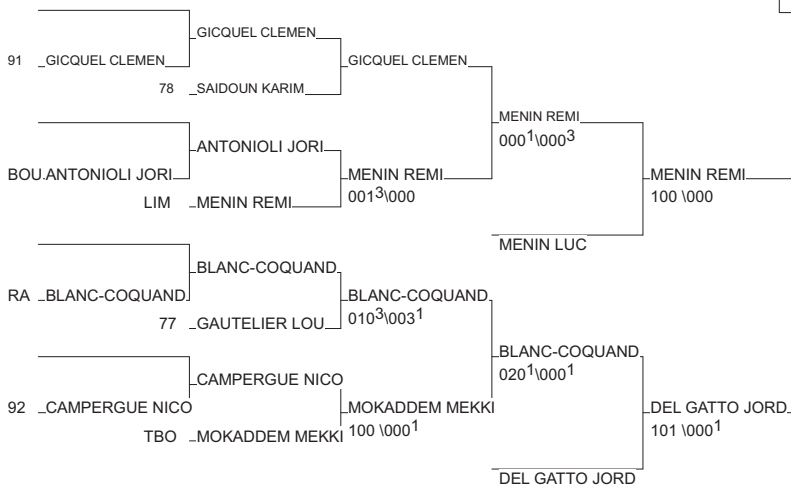 GICQUEL CLEMEN
91 GICQUEL CLEMEN
GICQUEL CLEMEN
78 SAIDOUN KARIM
MENIN REMI
000¹\000³
ANTONIOLI JORI
BOU ANTONIOLI JORI
MENIN REMI
001³\000
MENIN REMI
100 \000
LIM MENIN REMI
MENIN LUC
BLANC-COQUAND
RA BLANC-COQUAND
BLANC-COQUAND
010³\003¹
77 GAUTELIER LOU
BLANC-COQUAND
020¹\000¹
CAMPERGUE NICO
92 CAMPERGUE NICO
MOKADDEM MEKKI
100 \000¹
DEL GATTO JORD
101 \000¹
TBO MOKADDEM MEKKI
DEL GATTO JORD